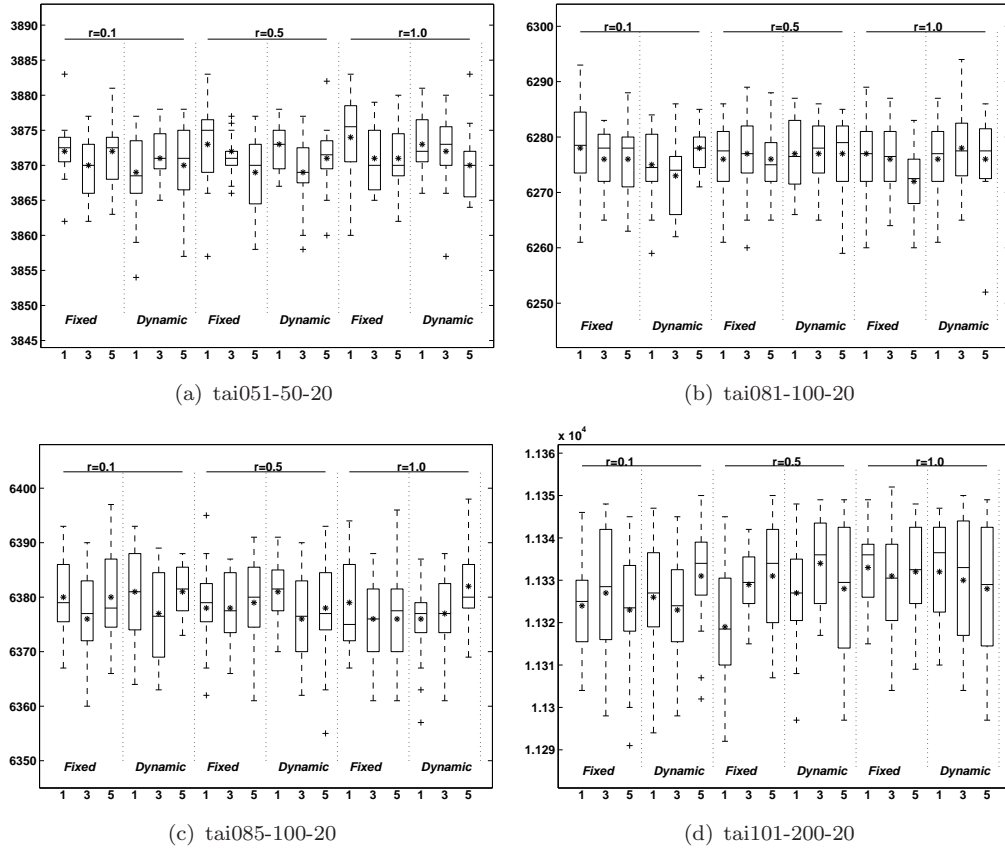 3890
3885
3880
3875
3870
3865
3860
3855
3850
3845
r=0.1 r=0.5 r=1.0
Fixed Dynamic Fixed Dynamic Fixed Dynamic
1 3 5 1 3 5 1 3 5 1 3 5 1 3 5 1 3 5
(a) tai051-50-20
6300
6290
6280
6270
6260
6250
r=0.1 r=0.5 r=1.0
Fixed Dynamic Fixed Dynamic Fixed Dynamic
1 3 5 1 3 5 1 3 5 1 3 5 1 3 5 1 3 5
(b) tai081-100-20
6400
6390
6380
6370
6360
6350
r=0.1 r=0.5 r=1.0
Fixed Dynamic Fixed Dynamic Fixed Dynamic
1 3 5 1 3 5 1 3 5 1 3 5 1 3 5 1 3 5
(c) tai085-100-20
x 10⁴
1.136
1.135
1.134
1.133
1.132
1.131
1.13
1.129
r=0.1 r=0.5 r=1.0
Fixed Dynamic Fixed Dynamic Fixed Dynamic
1 3 5 1 3 5 1 3 5 1 3 5 1 3 5 1 3 5
(d) tai101-200-20